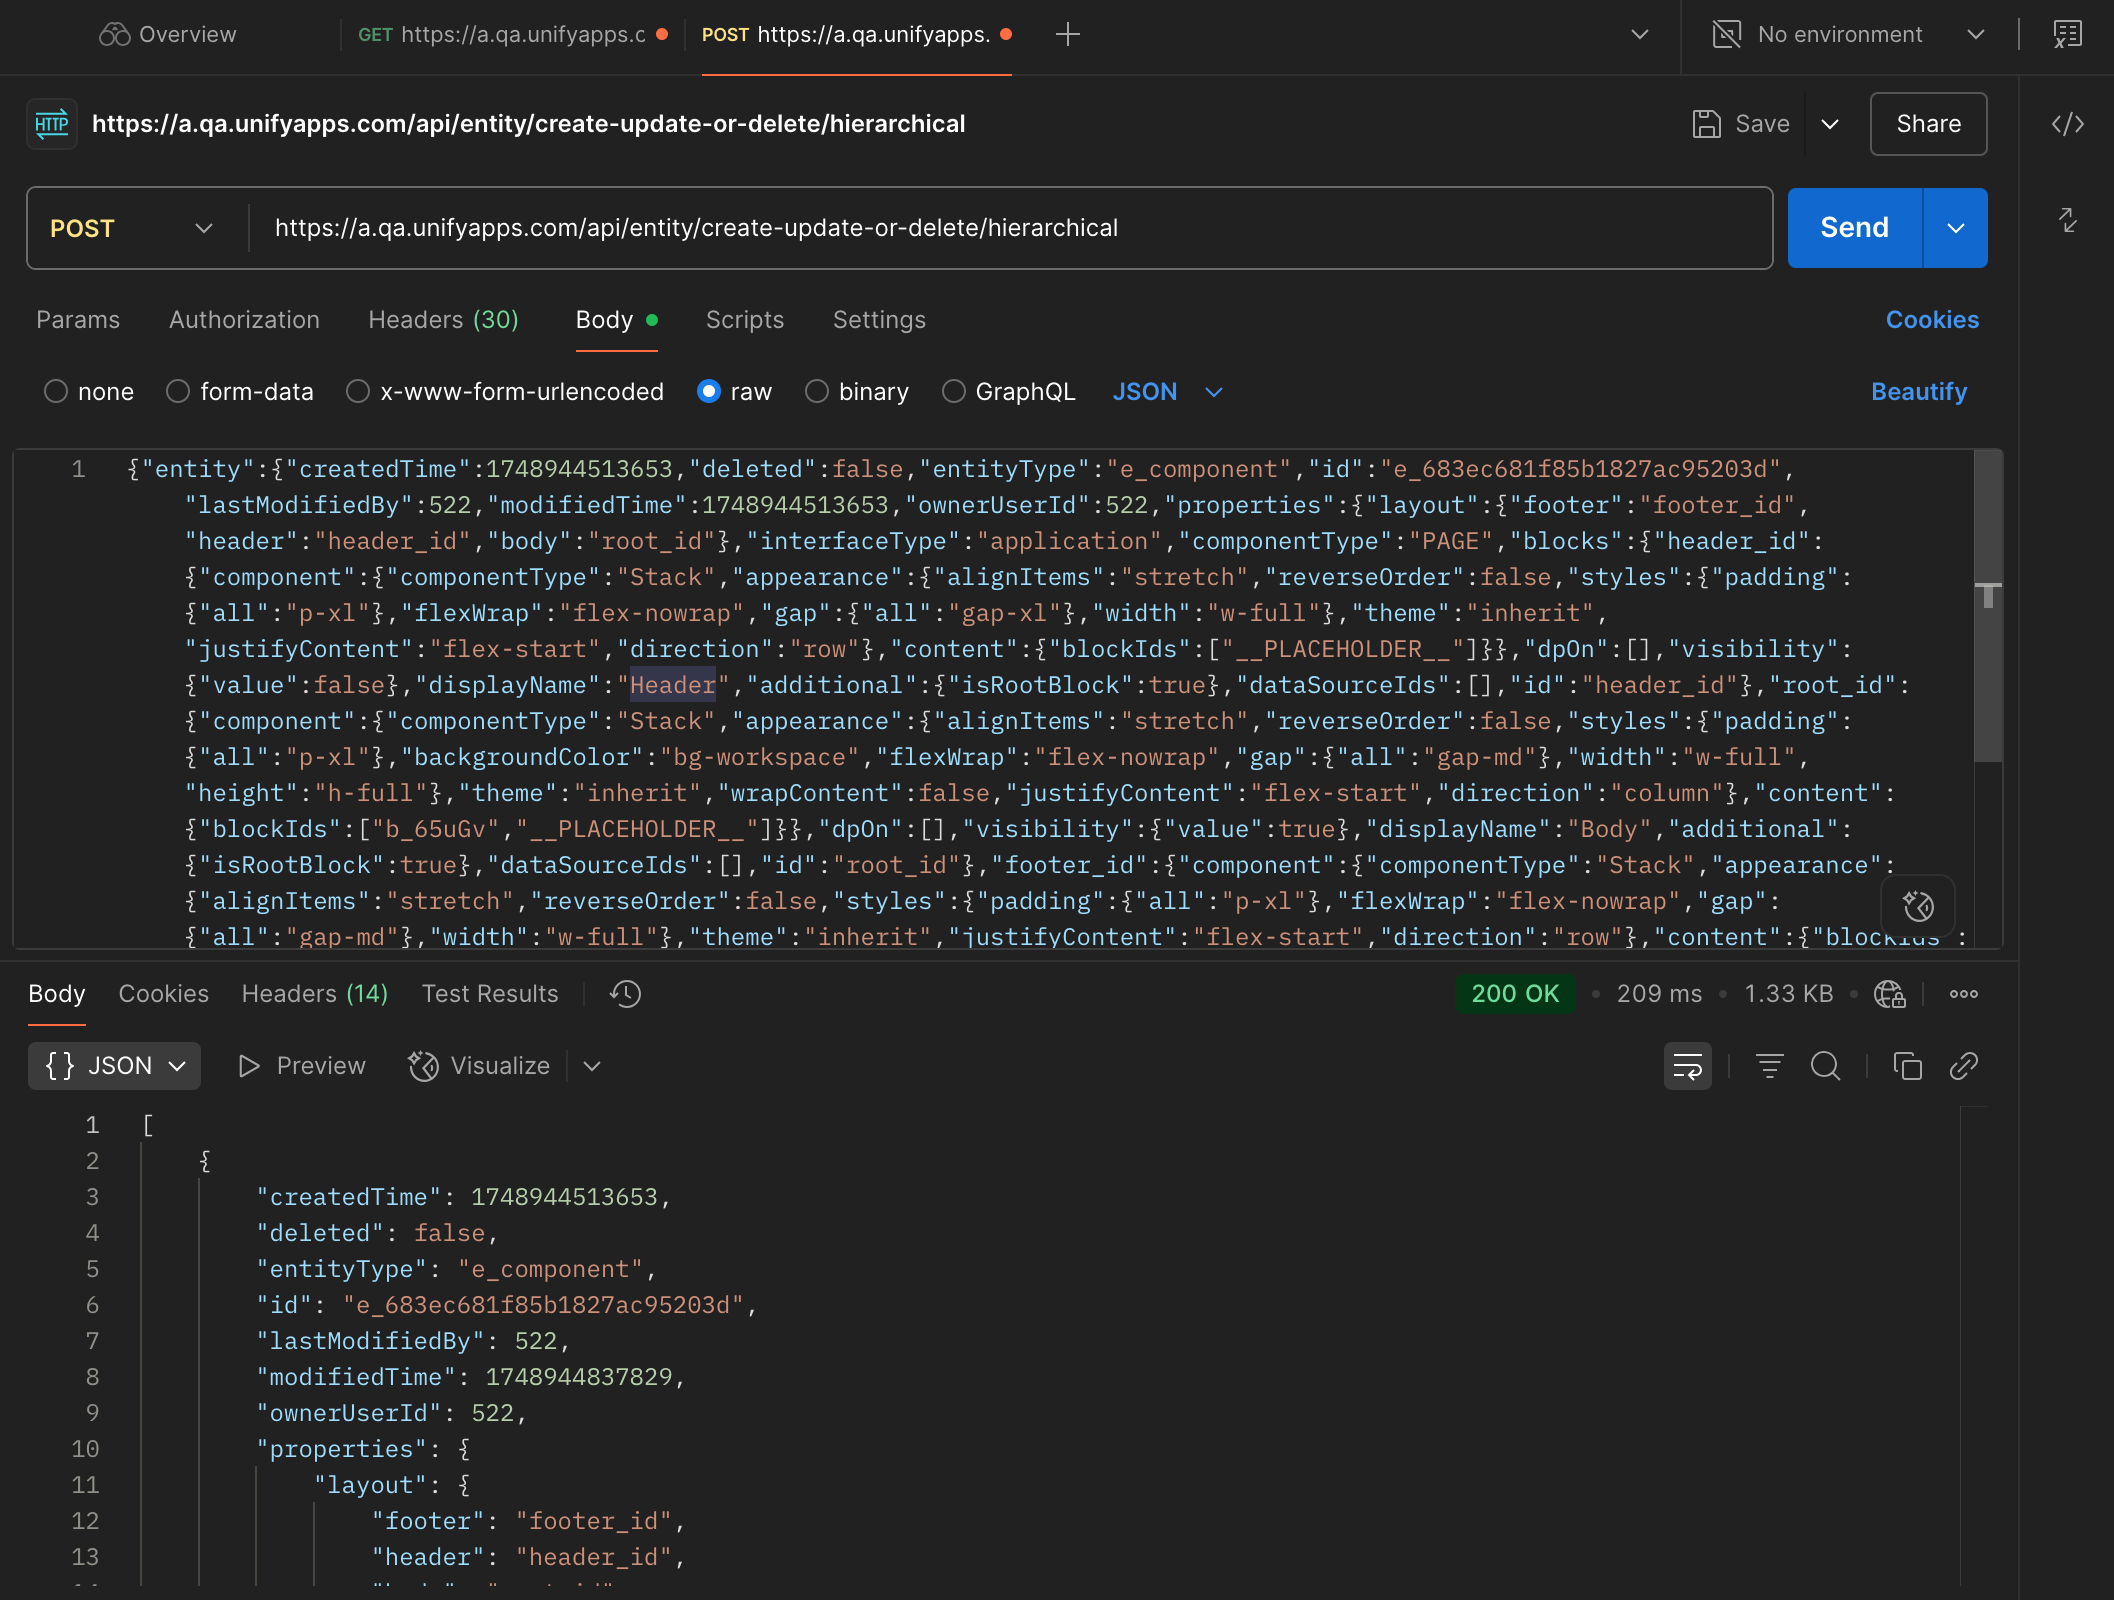 Overview
GET https://a.qa.unifyapps.c
POST https://a.qa.unifyapps.
No environment
HTTP https://a.qa.unifyapps.com/api/entity/create-update-or-delete/hierarchical
Save
Share
POST https://a.qa.unifyapps.com/api/entity/create-update-or-delete/hierarchical
Send
Params Authorization Headers (30) Body Scripts Settings Cookies
none form-data x-www-form-urlencoded raw binary GraphQL JSON Beautify
1 {"entity":{"createdTime":1748944513653,"deleted":false,"entityType":"e_component","id":"e_683ec681f85b1827ac95203d",
"lastModifiedBy":522,"modifiedTime":1748944513653,"ownerUserId":522,"properties":{"layout":{"footer":"footer_id",
"header":"header_id","body":"root_id"},"interfaceType":"application","componentType":"PAGE","blocks":{"header_id":
{"component":{"componentType":"Stack","appearance":{"alignItems":"stretch","reverseOrder":false,"styles":{"padding":
{"all":"p-xl"},"flexWrap":"flex-nowrap","gap":{"all":"gap-xl"},"width":"w-full"},"theme":"inherit",
"justifyContent":"flex-start","direction":"row"},"content":{"blockIds":["__PLACEHOLDER__"]}},"dpOn":[],"visibility":
{"value":false},"displayName":"Header","additional":{"isRootBlock":true},"dataSourceIds":[],"id":"header_id"},"root_id":
{"component":{"componentType":"Stack","appearance":{"alignItems":"stretch","reverseOrder":false,"styles":{"padding":
{"all":"p-xl"},"backgroundColor":"bg-workspace","flexWrap":"flex-nowrap","gap":{"all":"gap-md"},"width":"w-full",
"height":"h-full"},"theme":"inherit","wrapContent":false,"justifyContent":"flex-start","direction":"column"},"content":
{"blockIds":["b_65uGv","__PLACEHOLDER__"]}},"dpOn":[],"visibility":{"value":true},"displayName":"Body","additional":
{"isRootBlock":true},"dataSourceIds":[],"id":"root_id"},"footer_id":{"component":{"componentType":"Stack","appearance":
{"alignItems":"stretch","reverseOrder":false,"styles":{"padding":{"all":"p-xl"},"flexWrap":"flex-nowrap","gap":
{"all":"gap-md"},"width":"w-full"},"theme":"inherit","justifyContent":"flex-start","direction":"row"},"content":{"blockIds":
Body Cookies Headers (14) Test Results 200 OK • 209 ms • 1.33 KB
{} JSON Preview Visualize
1 [
2 {
3 "createdTime": 1748944513653,
4 "deleted": false,
5 "entityType": "e_component",
6 "id": "e_683ec681f85b1827ac95203d",
7 "lastModifiedBy": 522,
8 "modifiedTime": 1748944837829,
9 "ownerUserId": 522,
10 "properties": {
11 "layout": {
12 "footer": "footer_id",
13 "header": "header_id",